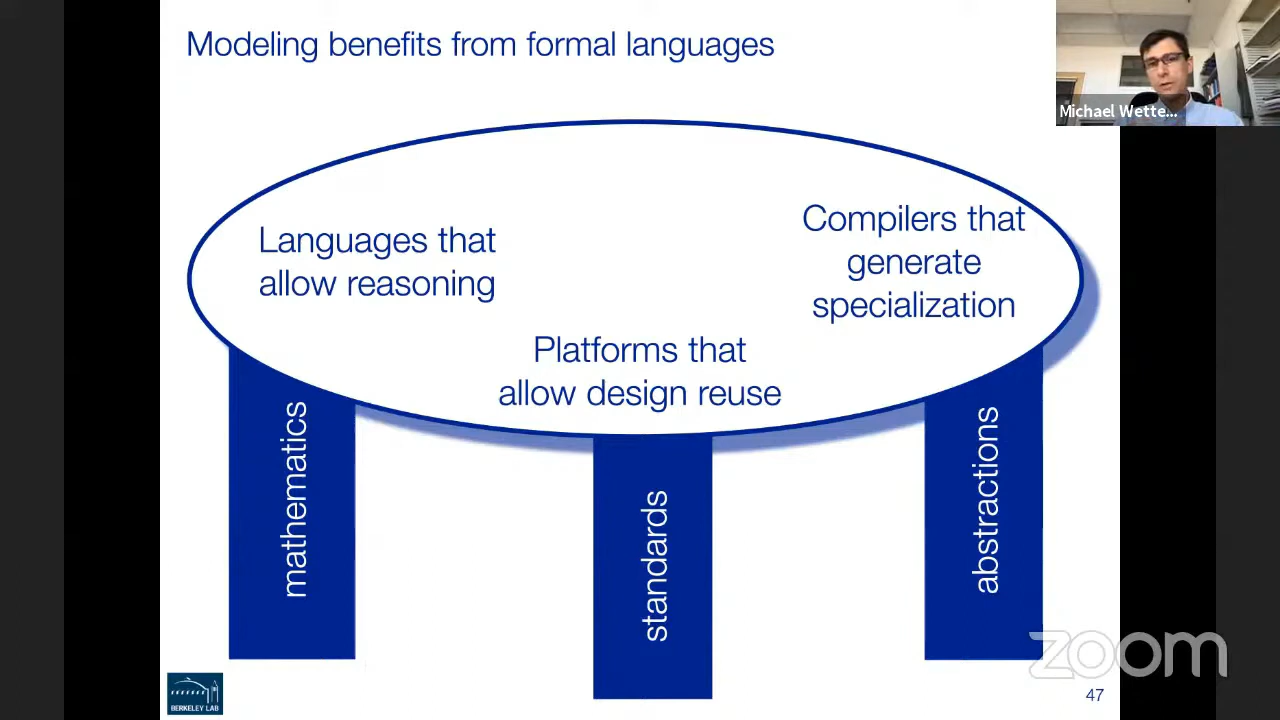 Modeling benefits from formal languages
Michael Wette...
Languages that
allow reasoning
Compilers that
generate
specialization
Platforms that
allow design reuse
mathematics
standards
abstractions
zoom
BERKELEY LAB
47